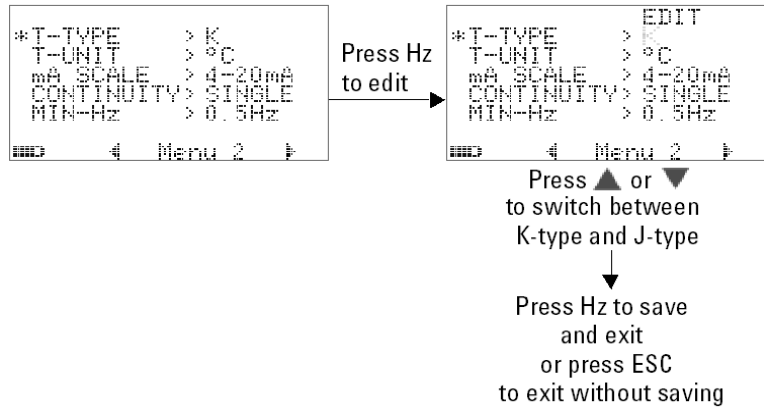 *T-TYPE > K
T-UNIT > °C
mA SCALE > 4-20mA
CONTINUITY> SINGLE
MIN-Hz > 0.5Hz
Menu 2
Press Hz
to edit
EDIT
*T-TYPE > K
T-UNIT > °C
mA SCALE > 4-20mA
CONTINUITY> SINGLE
MIN-Hz > 0.5Hz
Menu 2
Press ▲ or ▼
to switch between
K-type and J-type
Press Hz to save
and exit
or press ESC
to exit without saving